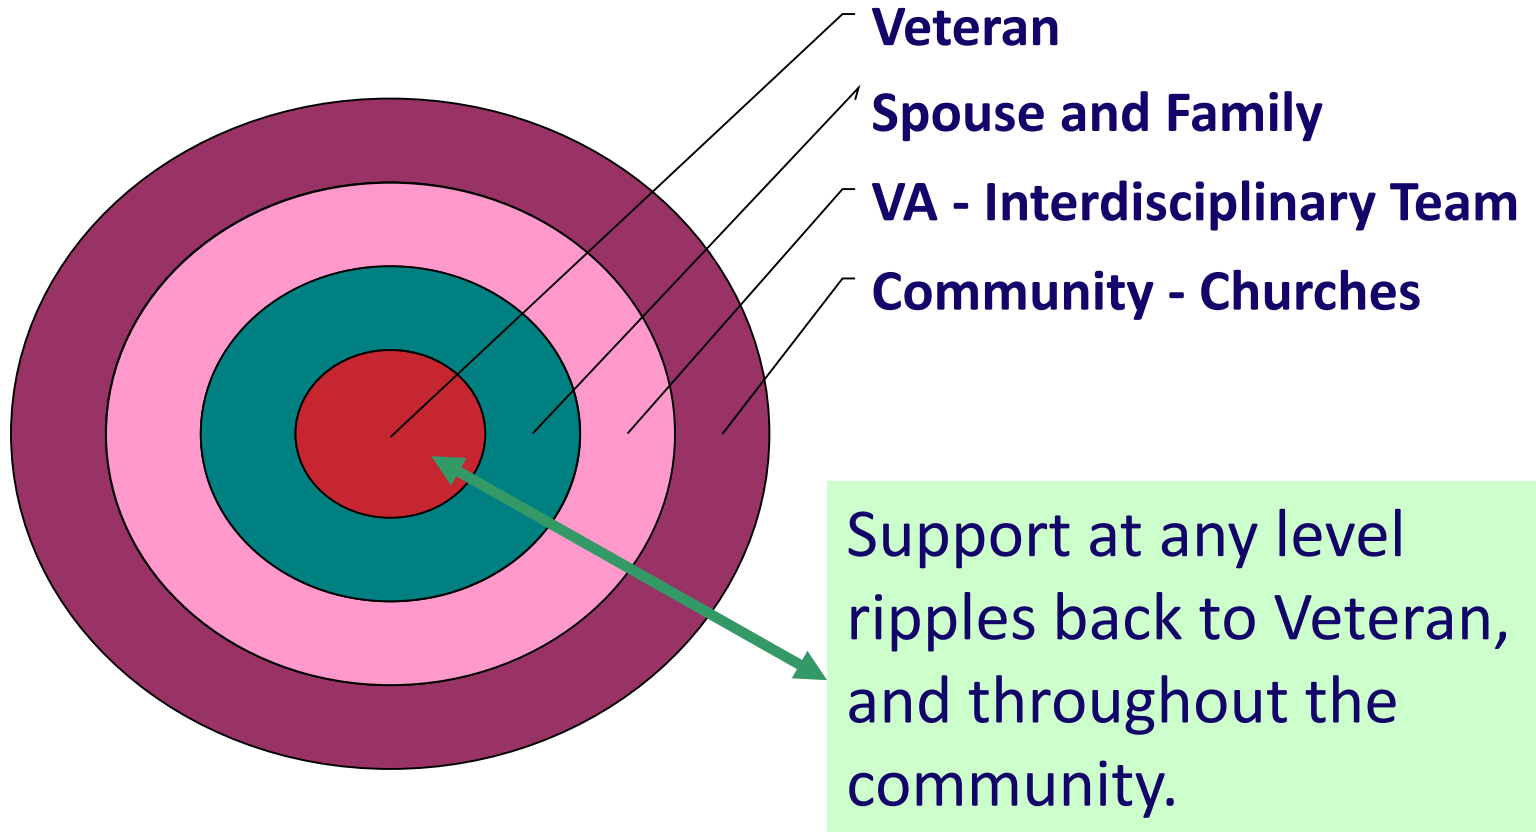 Veteran
Spouse and Family
VA - Interdisciplinary Team
Community - Churches
Support at any level
ripples back to Veteran,
and throughout the
community.